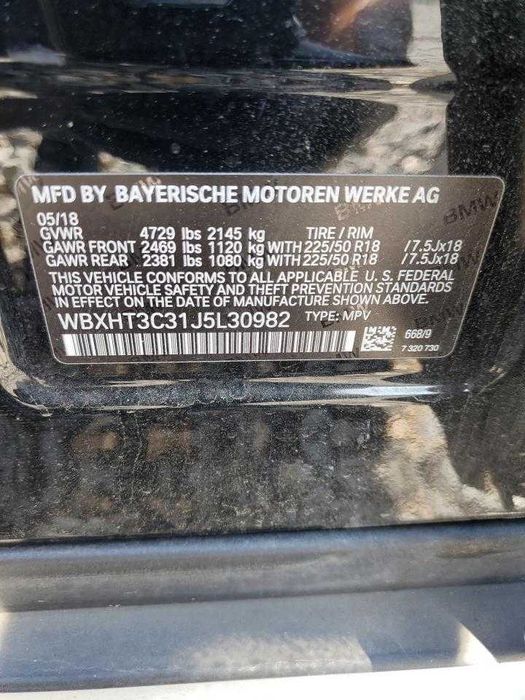 MFD BY BAYERISCHE MOTOREN WERKE AG
05/18
GVWR 4729 lbs 2145 kg TIRE / RIM
GAWR FRONT 2469 lbs 1120 kg WITH 225/50 R18 /7.5Jx18
GAWR REAR 2381 lbs 1080 kg WITH 225/50 R18 /7.5Jx18
THIS VEHICLE CONFORMS TO ALL APPLICABLE U. S. FEDERAL
MOTOR VEHICLE SAFETY AND THEFT PREVENTION STANDARDS
IN EFFECT ON THE DATE OF MANUFACTURE SHOWN ABOVE.
WBXHT3C31J5L30982 TYPE: MPV
668/9
7 320 730